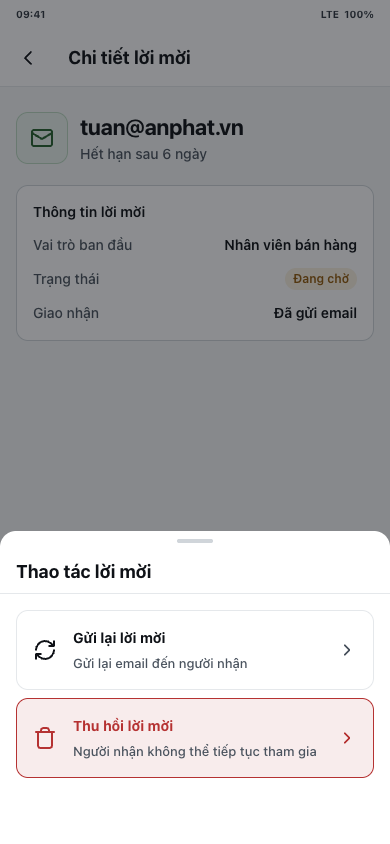 09:41
LTE 100%
Chi tiết lời mời
tuan@anphat.vn
Hết hạn sau 6 ngày
Thông tin lời mời
Vai trò ban đầu Nhân viên bán hàng
Trạng thái Đang chờ
Giao nhận Đã gửi email
Thao tác lời mời
Gửi lại lời mời
Gửi lại email đến người nhận
Thu hồi lời mời
Người nhận không thể tiếp tục tham gia